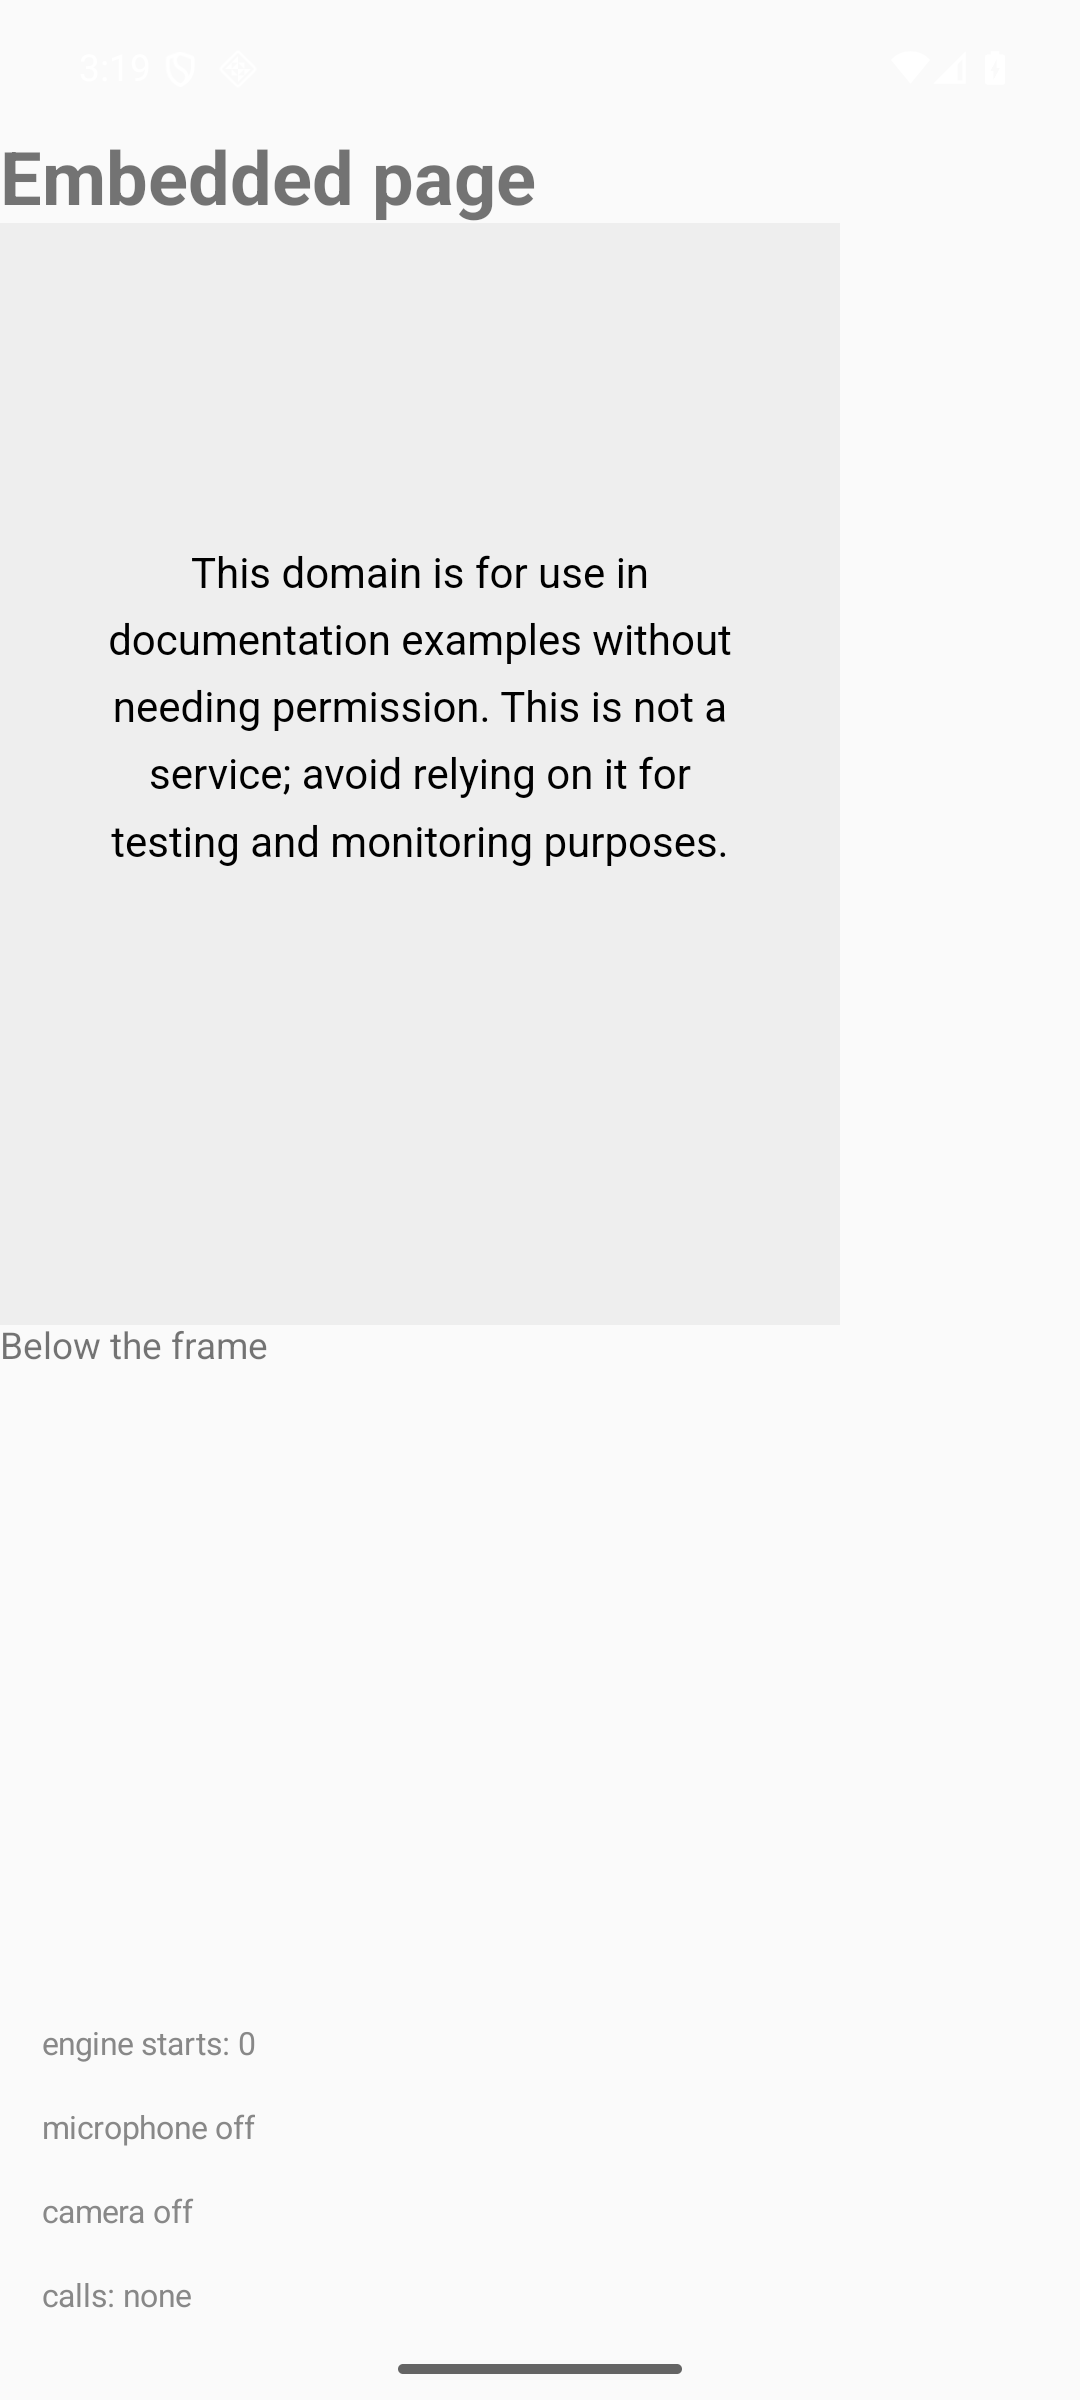 3:19
Embedded page
This domain is for use in
documentation examples without
needing permission. This is not a
service; avoid relying on it for
testing and monitoring purposes.
Below the frame
engine starts: 0
microphone off
camera off
calls: none